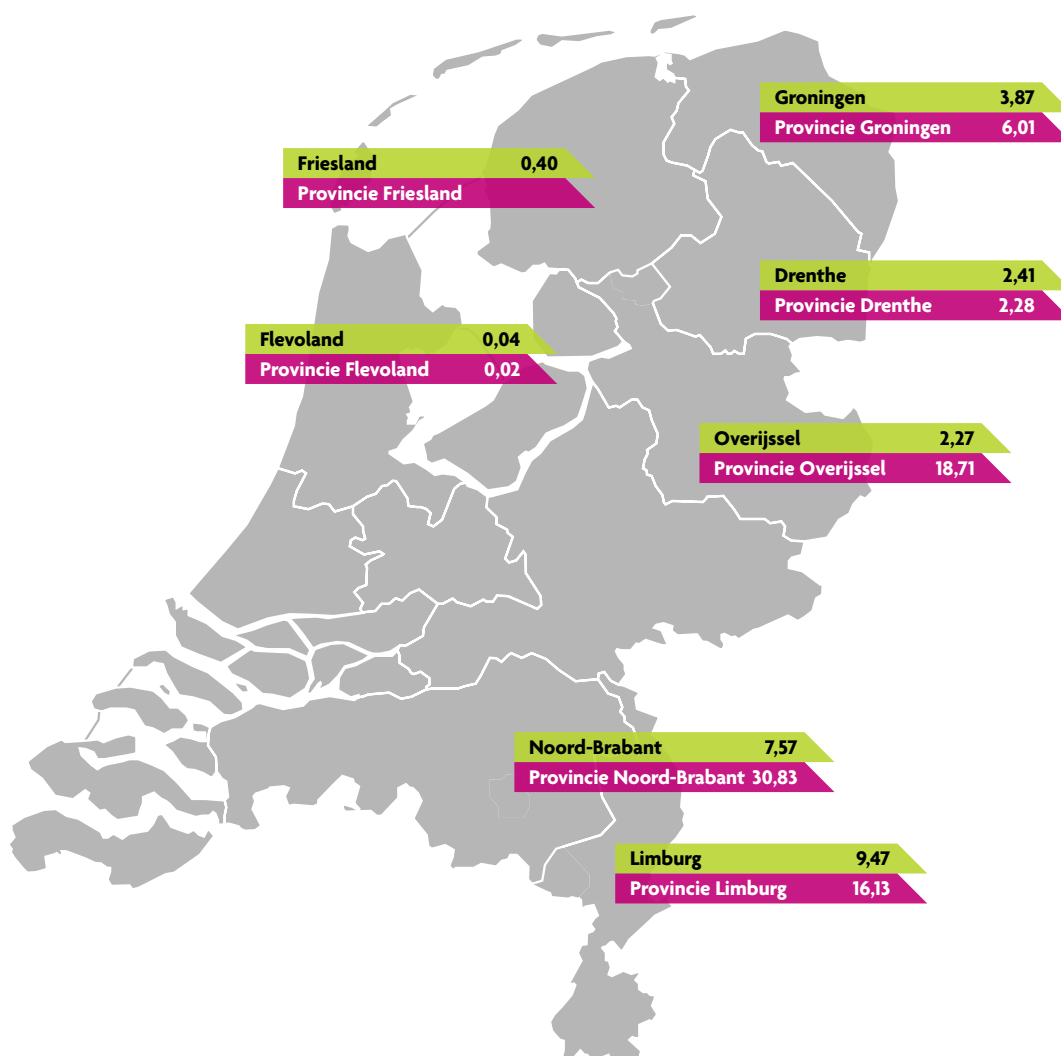 Groningen 3,87
Provincie Groningen 6,01
Friesland 0,40
Provincie Friesland
Drenthe 2,41
Provincie Drenthe 2,28
Flevoland 0,04
Provincie Flevoland 0,02
Overijssel 2,27
Provincie Overijssel 18,71
Noord-Brabant 7,57
Provincie Noord-Brabant 30,83
Limburg 9,47
Provincie Limburg 16,13